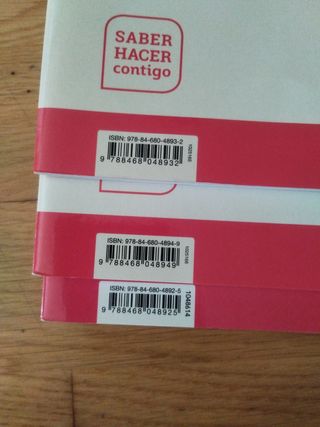 SABER
HACER
contigo
ISBN: 978-84-680-4893-2
9 788468 048932
ISBN: 978-84-680-4894-9
9 788468 048949
ISBN: 978-84-680-4892-5
9 788468 048925
1048614